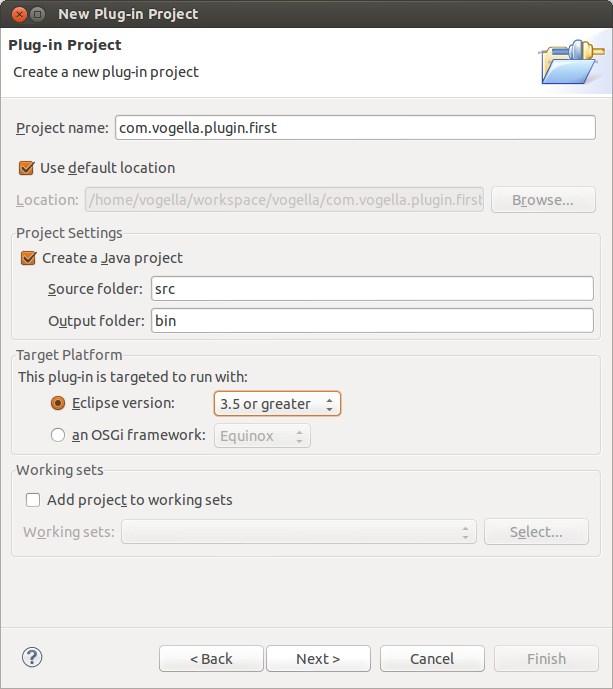 New Plug-in Project
Plug-in Project
Create a new plug-in project
Project name: com.vogella.plugin.first
Use default location
Location: /home/vogella/workspace/vogella/com.vogella.plugin.first Browse...
Project Settings
Create a Java project
Source folder: src
Output folder: bin
Target Platform
This plug-in is targeted to run with:
Eclipse version: 3.5 or greater
an OSGi framework: Equinox
Working sets
Add project to working sets
Working sets: Select...
? < Back Next > Cancel Finish